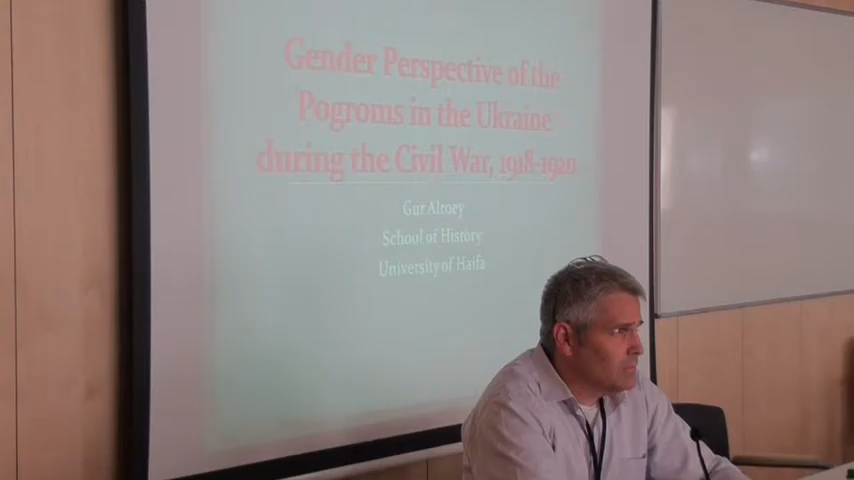 Gender Perspective of the
Pogroms in the Ukraine
during the Civil War, 1918-1920
Gur Alroey
School of History
University of Haifa